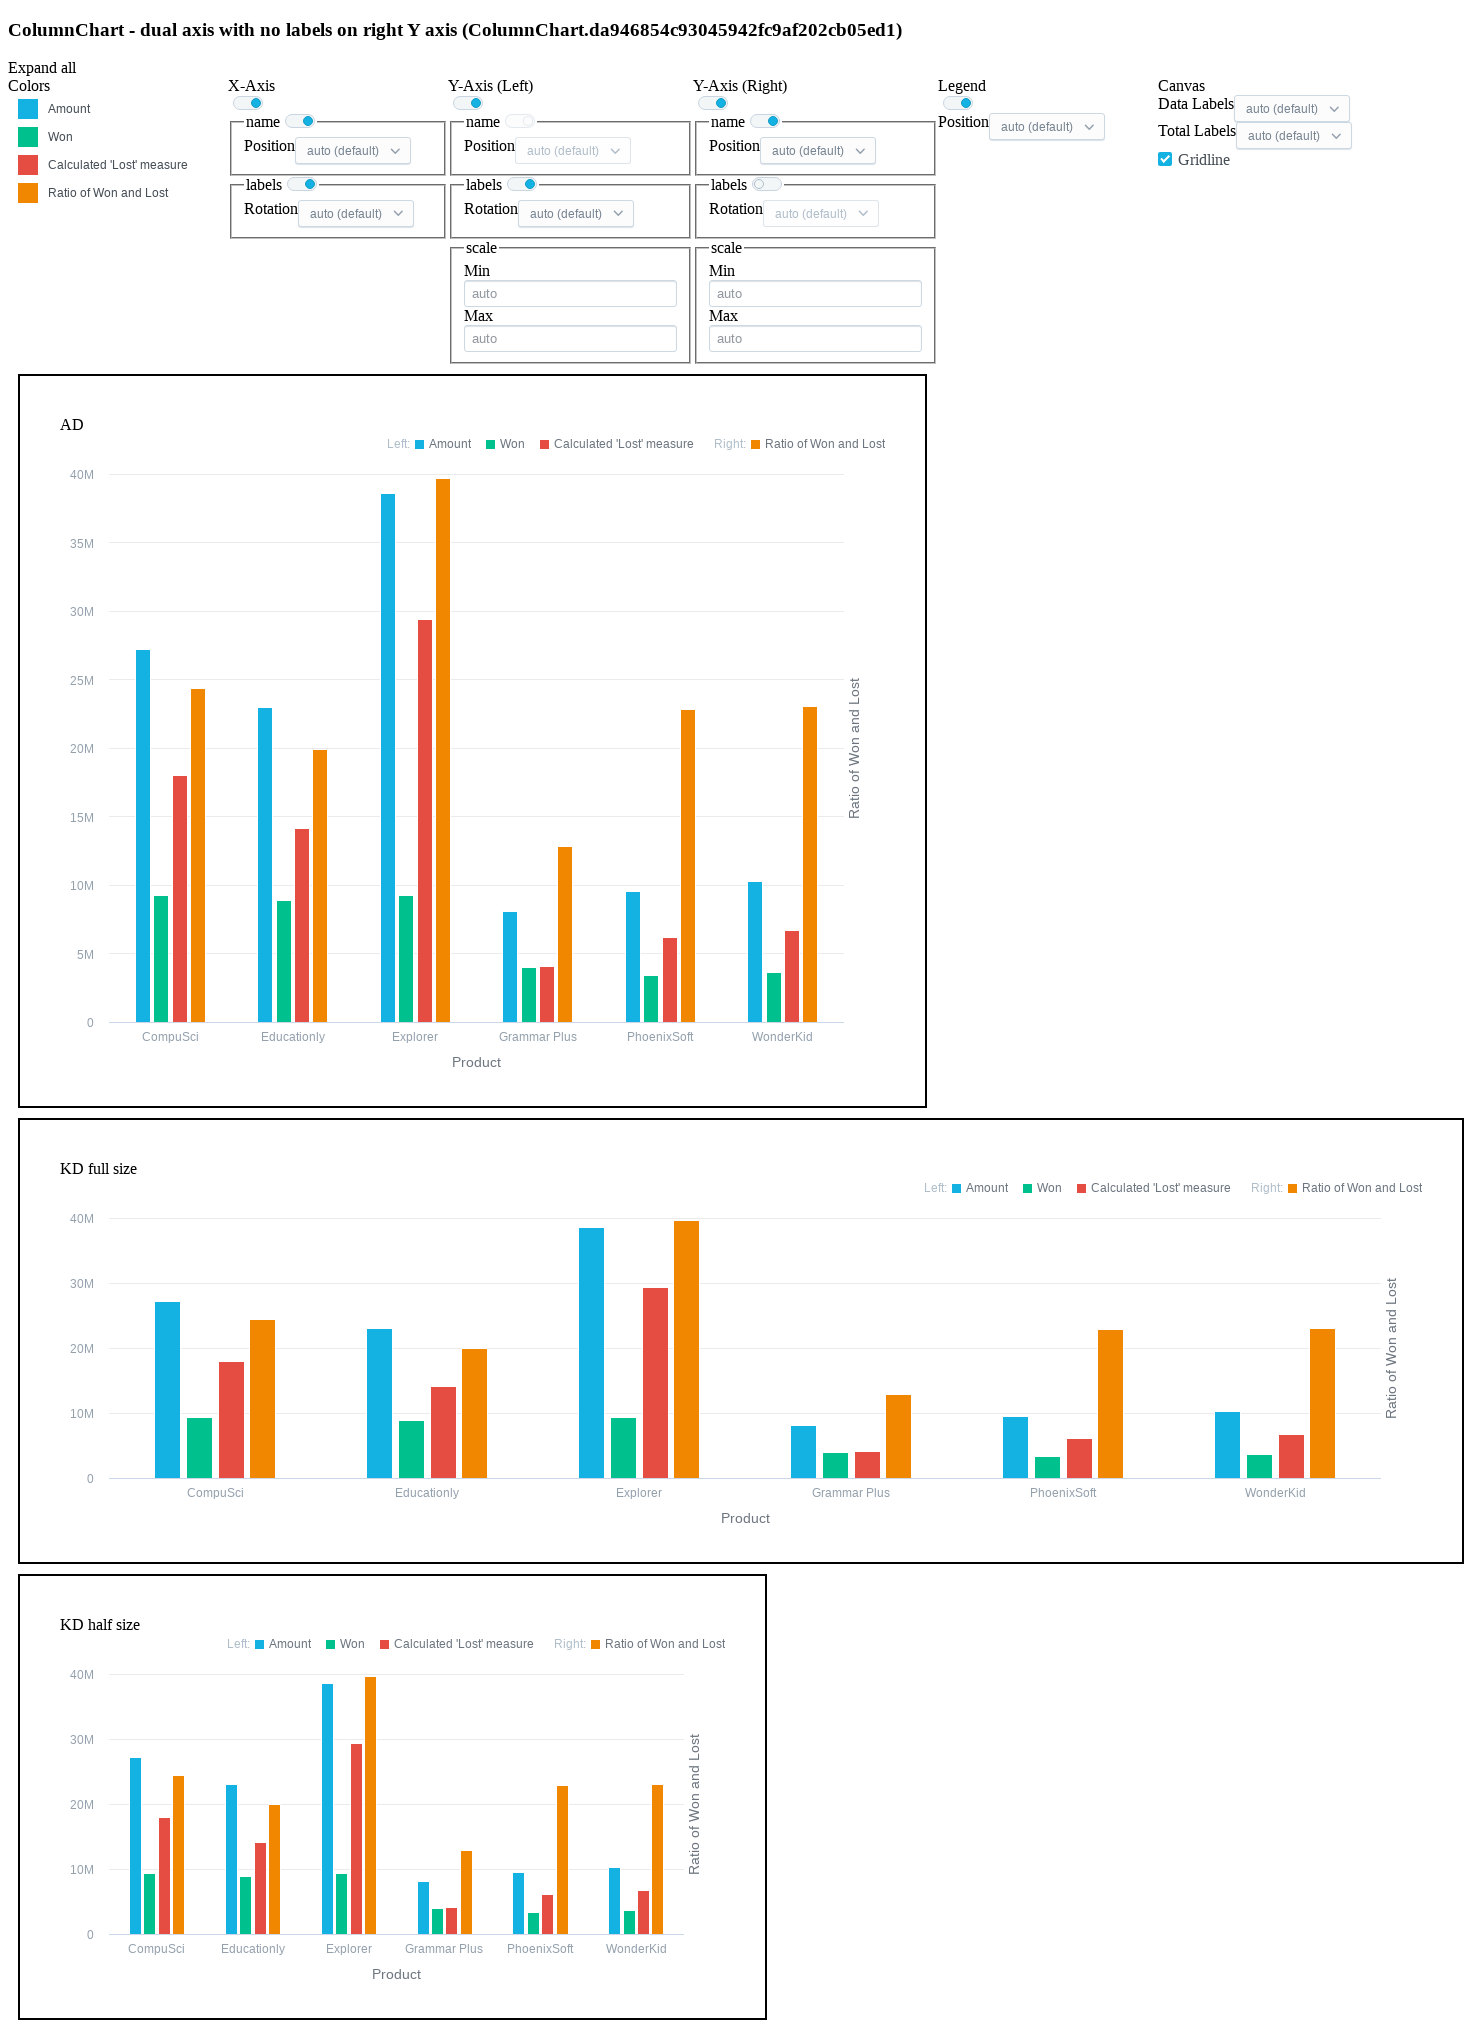 ColumnChart - dual axis with no labels on right Y axis (ColumnChart.da946854c93045942fc9af202cb05ed1)
Expand all
Colors
Amount
Won
Calculated 'Lost' measure
Ratio of Won and Lost
X-Axis
name
Position auto (default)
labels
Rotation auto (default)
Y-Axis (Left)
name
Position auto (default)
labels
Rotation auto (default)
scale
Min
auto
Max
auto
Y-Axis (Right)
name
Position auto (default)
labels
Rotation auto (default)
scale
Min
auto
Max
auto
Legend
Position auto (default)
Canvas
Data Labels auto (default)
Total Labels auto (default)
Gridline
AD
Left: Amount Won Calculated 'Lost' measure Right: Ratio of Won and Lost
40M
35M
30M
25M
20M
15M
10M
5M
0
Ratio of Won and Lost
CompuSci Educationly Explorer Grammar Plus PhoenixSoft WonderKid
Product
KD full size
Left: Amount Won Calculated 'Lost' measure Right: Ratio of Won and Lost
40M
30M
20M
10M
0
Ratio of Won and Lost
CompuSci Educationly Explorer Grammar Plus PhoenixSoft WonderKid
Product
KD half size
Left: Amount Won Calculated 'Lost' measure Right: Ratio of Won and Lost
40M
30M
20M
10M
0
Ratio of Won and Lost
CompuSci Educationly Explorer Grammar Plus PhoenixSoft WonderKid
Product